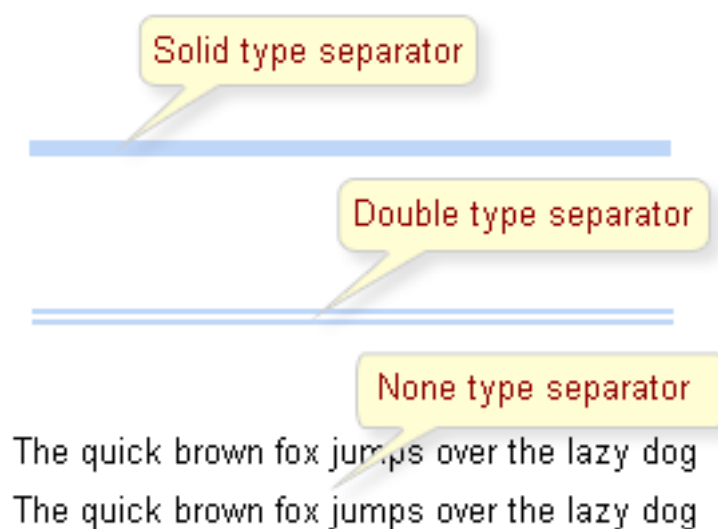 Solid type separator
Double type separator
None type separator
The quick brown fox jumps over the lazy dog
The quick brown fox jumps over the lazy dog